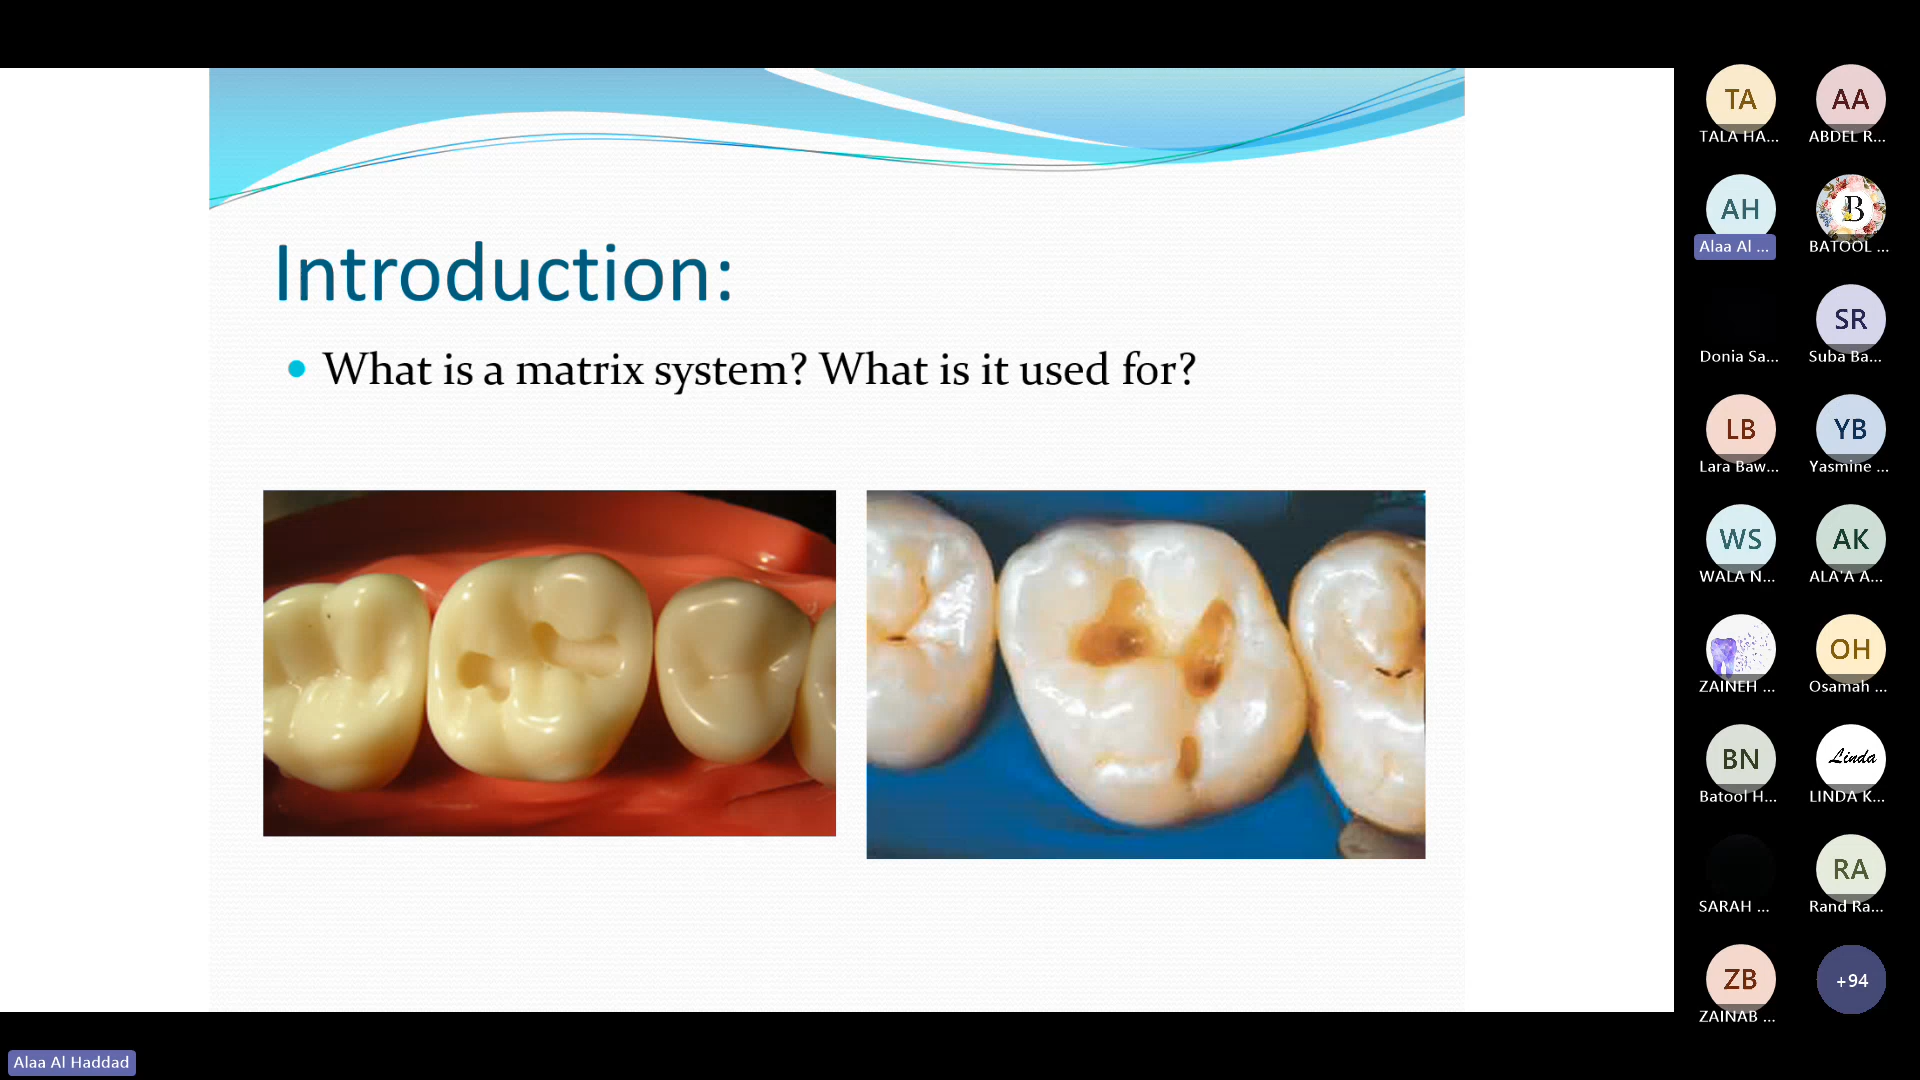 Introduction:
What is a matrix system? What is it used for?
TA
AA
TALA HA...
ABDEL R...
AH
B
Alaa Al ...
BATOOL ...
SR
Donia Sa...
Suba Ba...
LB
YB
Lara Baw...
Yasmine ...
WS
AK
WALA N...
ALA'A A...
OH
ZAINEH ...
Osamah ...
BN
Linda
Batool H...
LINDA K...
RA
SARAH ...
Rand Ra...
ZB
+94
ZAINAB ...
Alaa Al Haddad